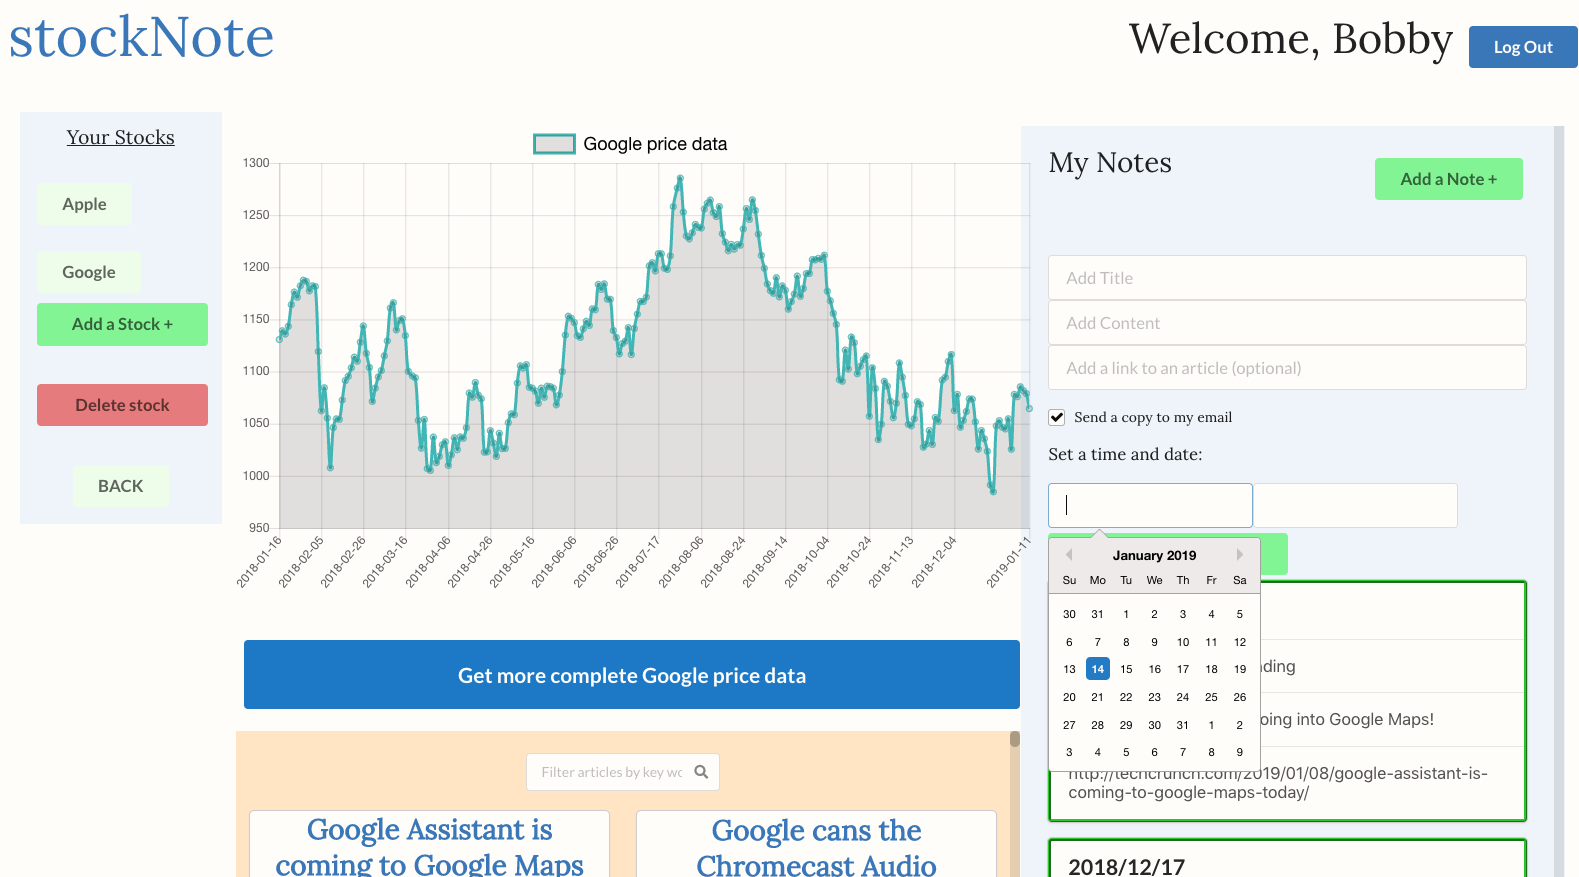 stockNote
Welcome, Bobby
Log Out
Your Stocks
Apple
Google
Add a Stock +
Delete stock
BACK
Google price data
1300
1250
1200
1150
1100
1050
1000
950
2018-01-16
2018-02-05
2018-02-26
2018-03-16
2018-04-06
2018-04-26
2018-05-16
2018-06-06
2018-06-26
2018-07-17
2018-08-06
2018-08-24
2018-09-14
2018-10-04
2018-10-24
2018-11-13
2018-12-04
2019-01-11
Get more complete Google price data
Filter articles by key wo
Google Assistant is
coming to Google Maps
Google cans the
Chromecast Audio
My Notes
Add a Note +
Add Title
Add Content
Add a link to an article (optional)
Send a copy to my email
Set a time and date:
January 2019
Su Mo Tu We Th Fr Sa
30 31 1 2 3 4 5
6 7 8 9 10 11 12
13 14 15 16 17 18 19
20 21 22 23 24 25 26
27 28 29 30 31 1 2
3 4 5 6 7 8 9
nding
oing into Google Maps!
http://techcrunch.com/2019/01/08/google-assistant-is-
coming-to-google-maps-today/
2018/12/17